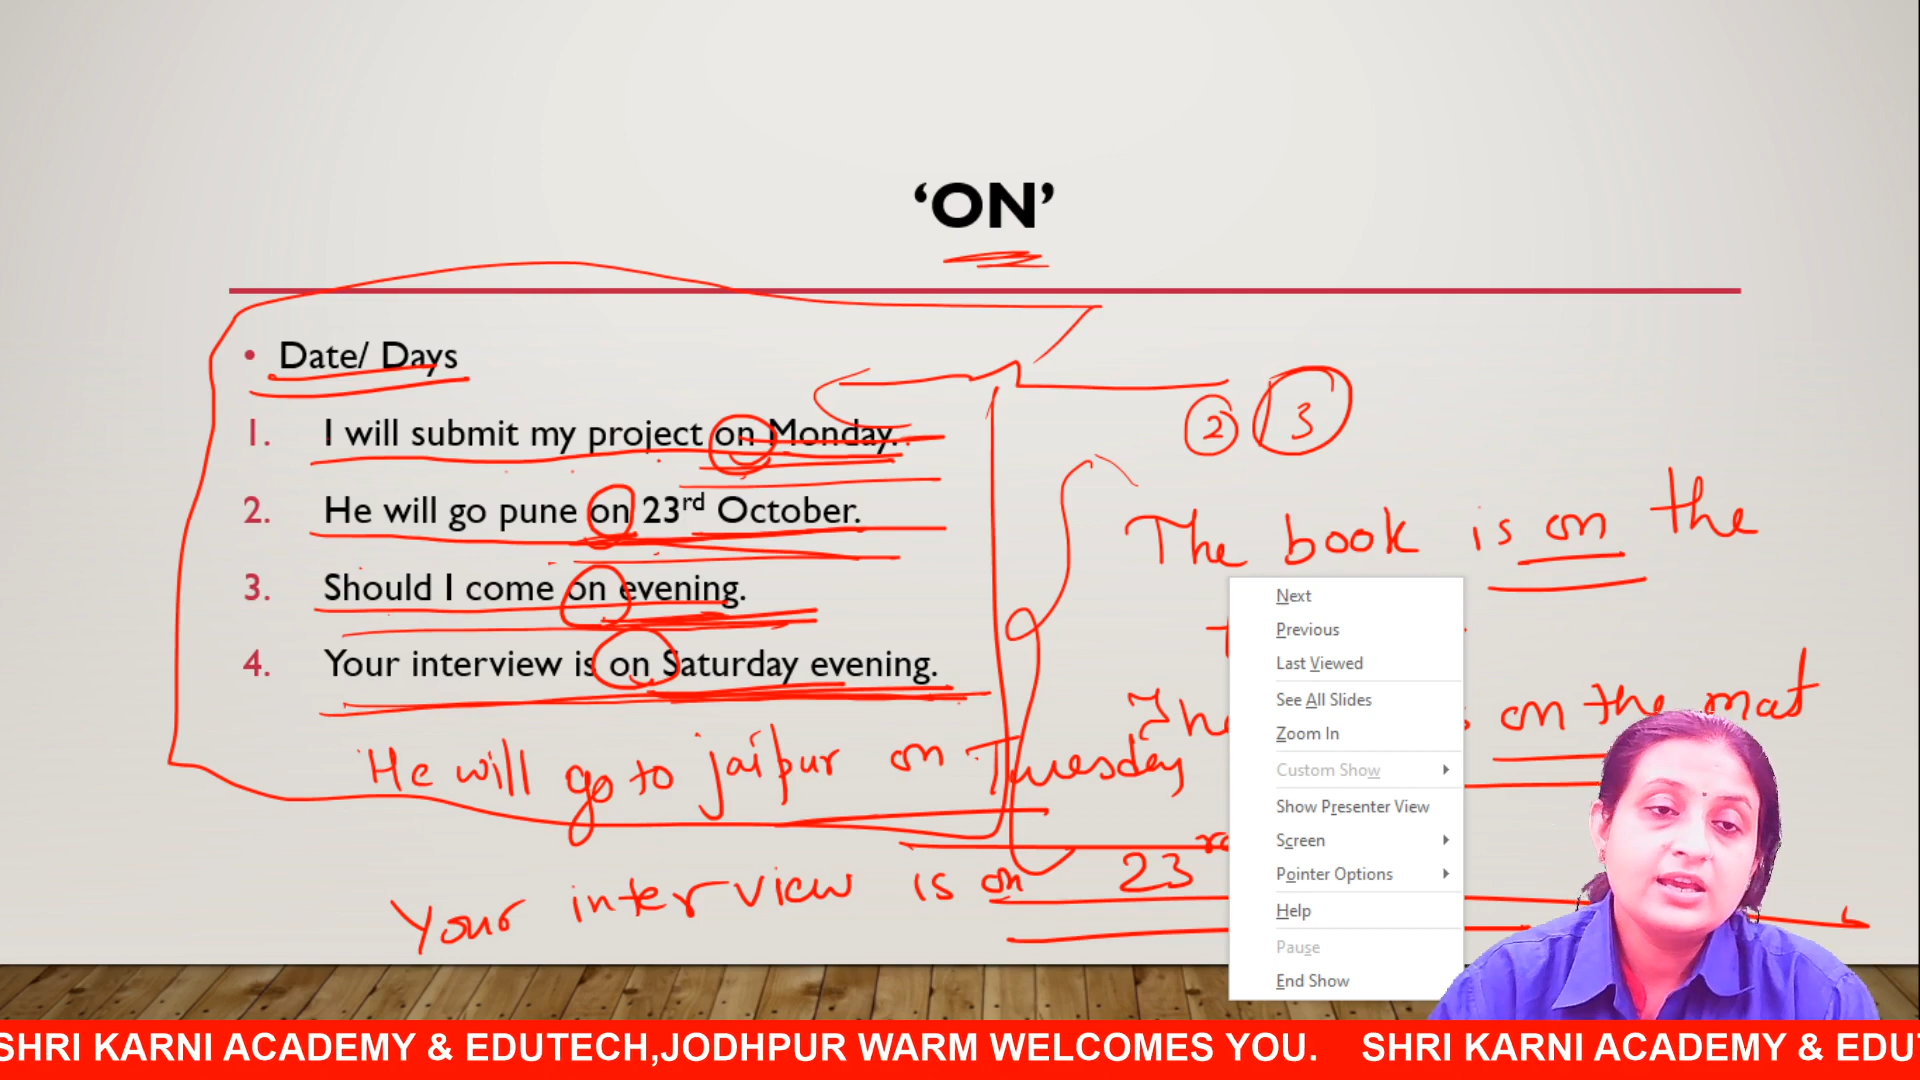 ‘ON’
• Date/ Days
1. I will submit my project on Monday.
2. He will go pune on 23rd October.
3. Should I come on evening.
4. Your interview is on Saturday evening.
He will go to jaipur on Tuesday
Your interview is on 23rd
2 3
The book is on the
The
on the mat
Next
Previous
Last Viewed
See All Slides
Zoom In
Custom Show
Show Presenter View
Screen
Pointer Options
Help
Pause
End Show
SHRI KARNI ACADEMY & EDUTECH,JODHPUR WARM WELCOMES YOU. SHRI KARNI ACADEMY & EDU